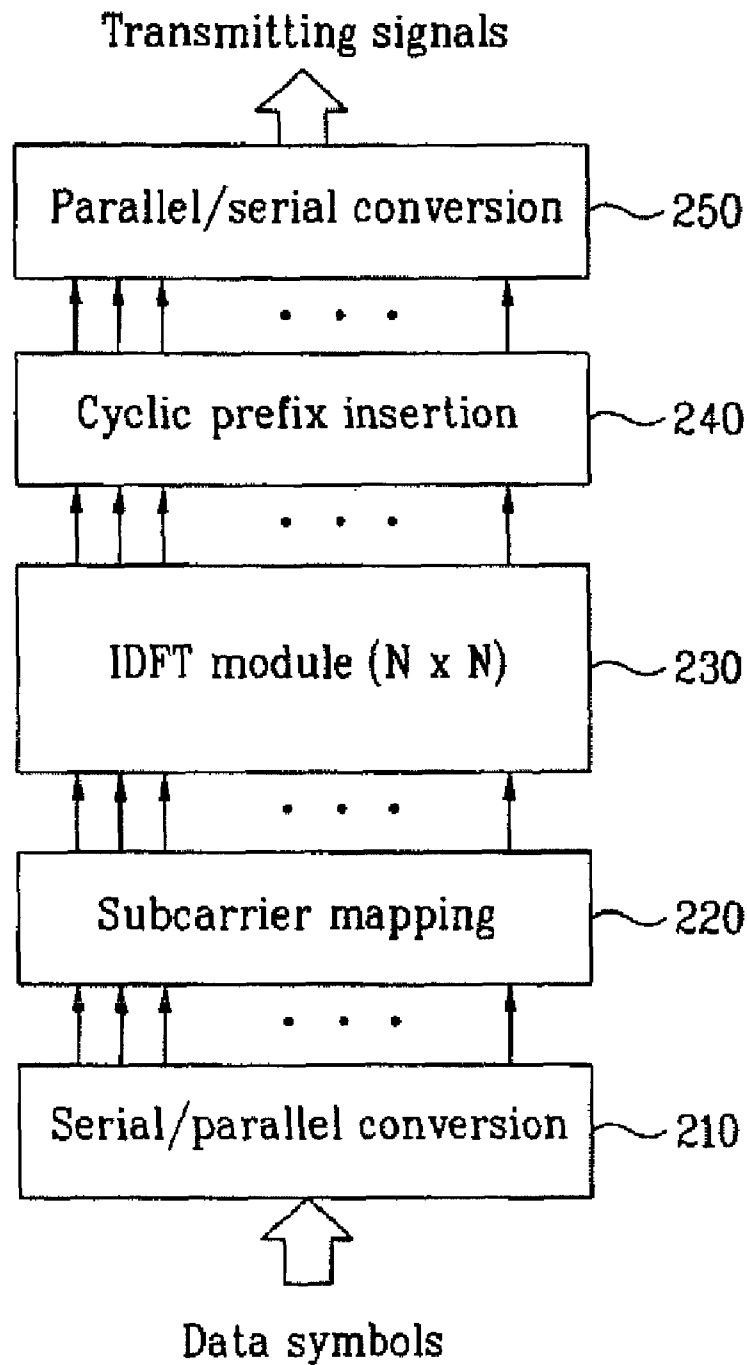 Transmitting signals
Parallel/serial conversion 250
Cyclic prefix insertion 240
IDFT module (N x N) 230
Subcarrier mapping 220
Serial/parallel conversion 210
Data symbols